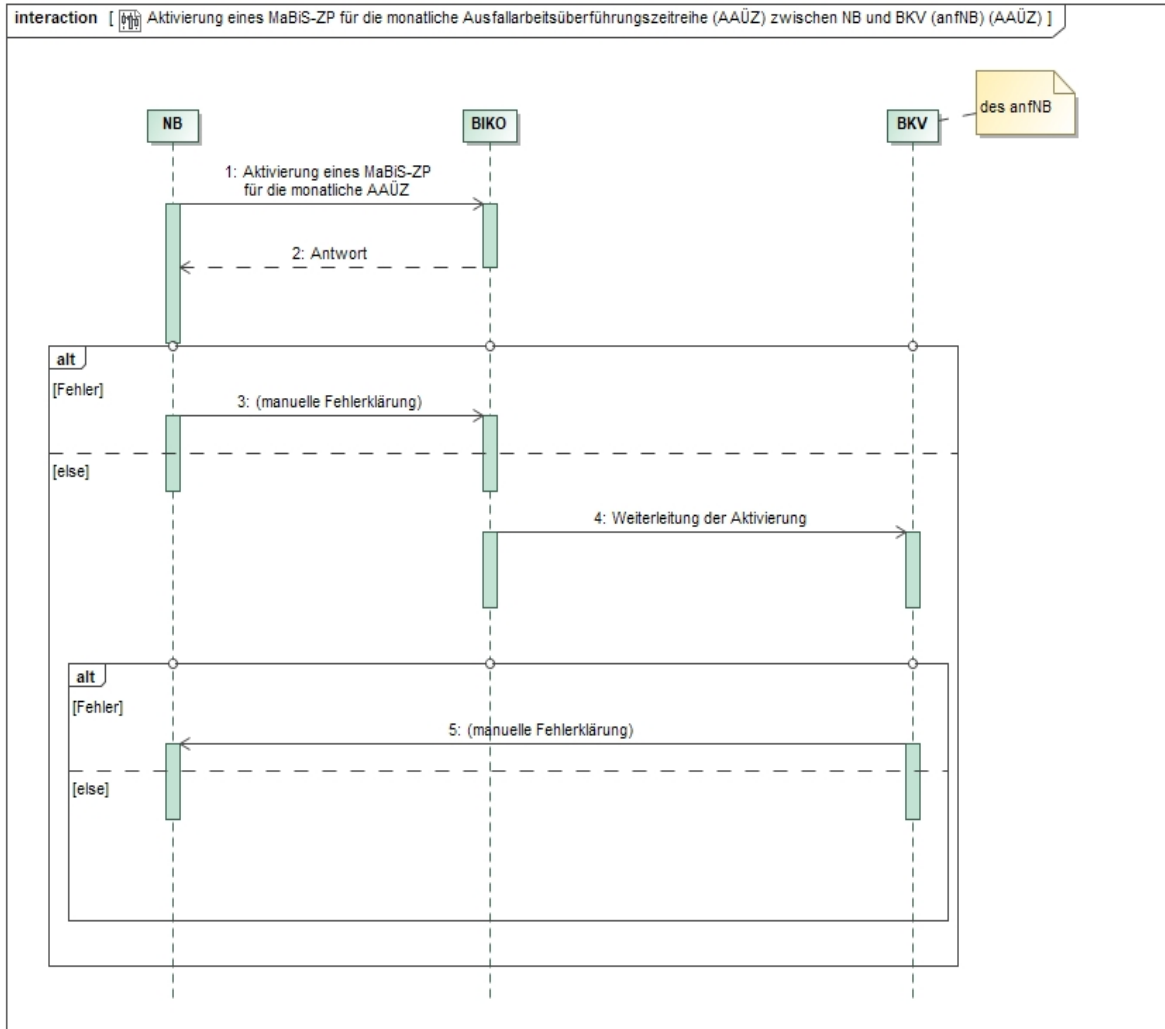 interaction [ Aktivierung eines MaBiS-ZP für die monatliche Ausfallarbeitsüberführungszeitreihe (AAÜZ) zwischen NB und BKV (anfNB) (AAÜZ) ]
des anfNB
NB
BIKO
BKV
1: Aktivierung eines MaBiS-ZP
für die monatliche AAÜZ
2: Antwort
alt
[Fehler]
3: (manuelle Fehlerklärung)
[else]
4: Weiterleitung der Aktivierung
alt
[Fehler]
5: (manuelle Fehlerklärung)
[else]